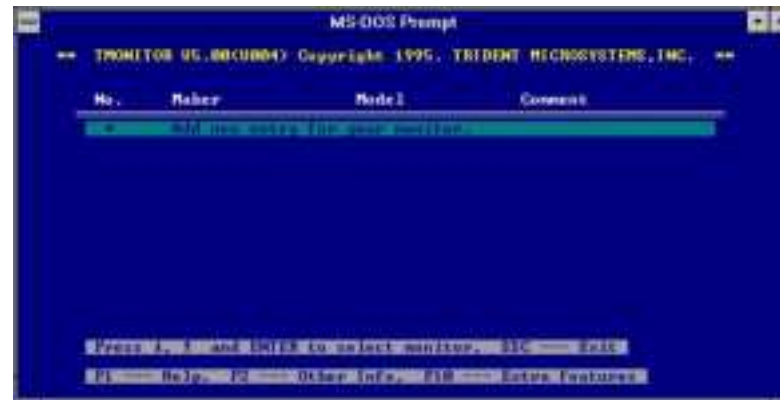 MS-DOS Prompt
== TMONITOR V5.00(U004) Copyright 1995. TRIDENT MICROSYSTEMS,INC. ==
No. Maker Model Comment
* Add new entry for your monitor.
Press ↓, ↑ and ENTER to select monitor. ESC --- Exit
F1 --- Help. F2 --- Other Info. F10 --- Extra Features